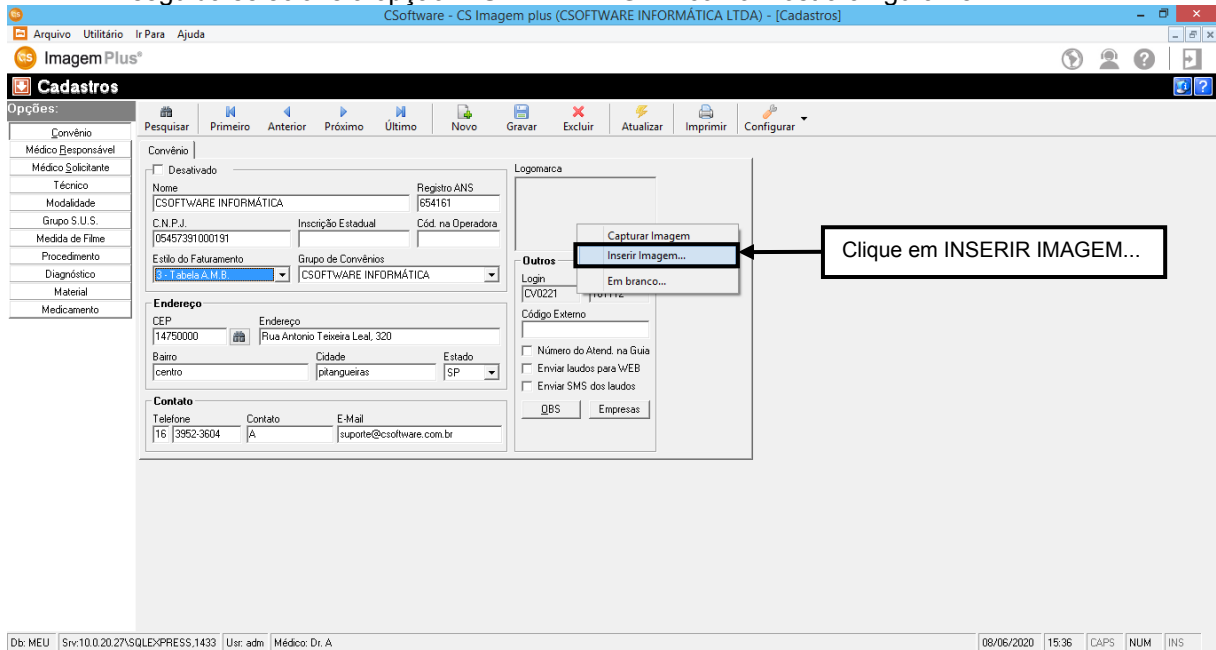 CSoftware - CS Imagem plus (CSOFTWARE INFORMÁTICA LTDA) - [Cadastros]
Arquivo Utilitário Ir Para Ajuda
cs Imagem Plus®
Cadastros
Opções:
Convênio
Médico Responsável
Médico Solicitante
Técnico
Modalidade
Grupo S.U.S.
Medida de Filme
Procedimento
Diagnóstico
Material
Medicamento
Pesquisar Primeiro Anterior Próximo Último Novo Gravar Excluir Atualizar Imprimir Configurar
Convênio
Desativado
Nome Registro ANS
CSOFTWARE INFORMÁTICA 654161
C.N.P.J. Inscrição Estadual Cód. na Operadora
05457391000191
Estilo do Faturamento Grupo de Convênios
3 - Tabela A.M.B. CSOFTWARE INFORMÁTICA
Endereço
CEP Endereço
14750000 Rua Antonio Teixeira Leal, 320
Bairro Cidade Estado
centro pitangueiras SP
Contato
Telefone Contato E-Mail
16 3952-3604 A suporte@csoftware.com.br
Logomarca
Capturar Imagem
Inserir Imagem...
Em branco...
Outros
Login
CV0221
Código Externo
Número do Atend. na Guia
Enviar laudos para WEB
Enviar SMS dos laudos
OBS Empresas
Clique em INSERIR IMAGEM...
Db: MEU Srv:10.0.20.27\SQLEXPRESS,1433 Usr: adm Médico: Dr. A 08/06/2020 15:36 CAPS NUM INS